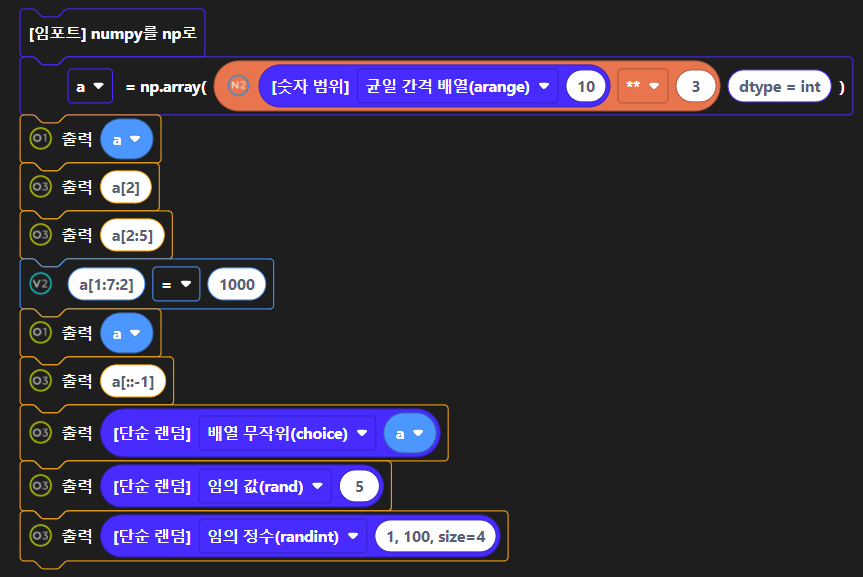 [임포트] numpy를 np로
a = np.array( N2 [숫자 범위] 균일 간격 배열(arange) 10 ** 3 dtype = int )
O1 출력 a
O3 출력 a[2]
O3 출력 a[2:5]
V2 a[1:7:2] = 1000
O1 출력 a
O3 출력 a[::-1]
O3 출력 [단순 랜덤] 배열 무작위(choice) a
O3 출력 [단순 랜덤] 임의 값(rand) 5
O3 출력 [단순 랜덤] 임의 정수(randint) 1, 100, size=4